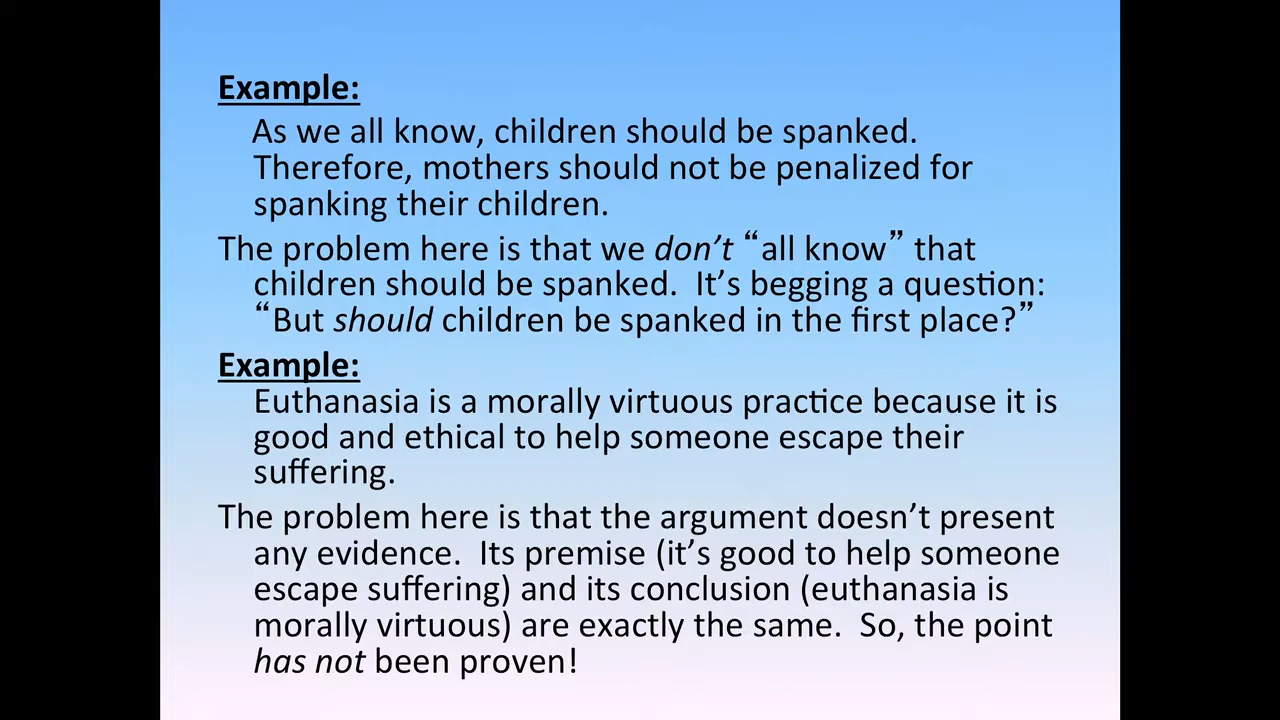 Example:
As we all know, children should be spanked.
Therefore, mothers should not be penalized for
spanking their children.
The problem here is that we don’t “all know” that
children should be spanked.  It’s begging a question:
“But should children be spanked in the first place?”
Example:
Euthanasia is a morally virtuous practice because it is
good and ethical to help someone escape their
suffering.
The problem here is that the argument doesn’t present
any evidence.  Its premise (it’s good to help someone
escape suffering) and its conclusion (euthanasia is
morally virtuous) are exactly the same.  So, the point
has not been proven!